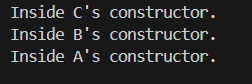 Inside C's constructor.
Inside B's constructor.
Inside A's constructor.